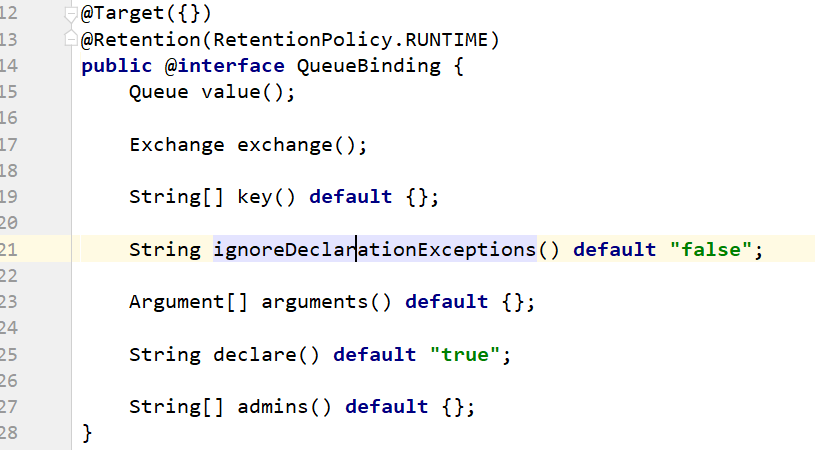 12 @Target({})
13 @Retention(RetentionPolicy.RUNTIME)
14 public @interface QueueBinding {
15     Queue value();
16
17     Exchange exchange();
18
19     String[] key() default {};
20
21     String ignoreDeclarationExceptions() default "false";
22
23     Argument[] arguments() default {};
24
25     String declare() default "true";
26
27     String[] admins() default {};
28 }